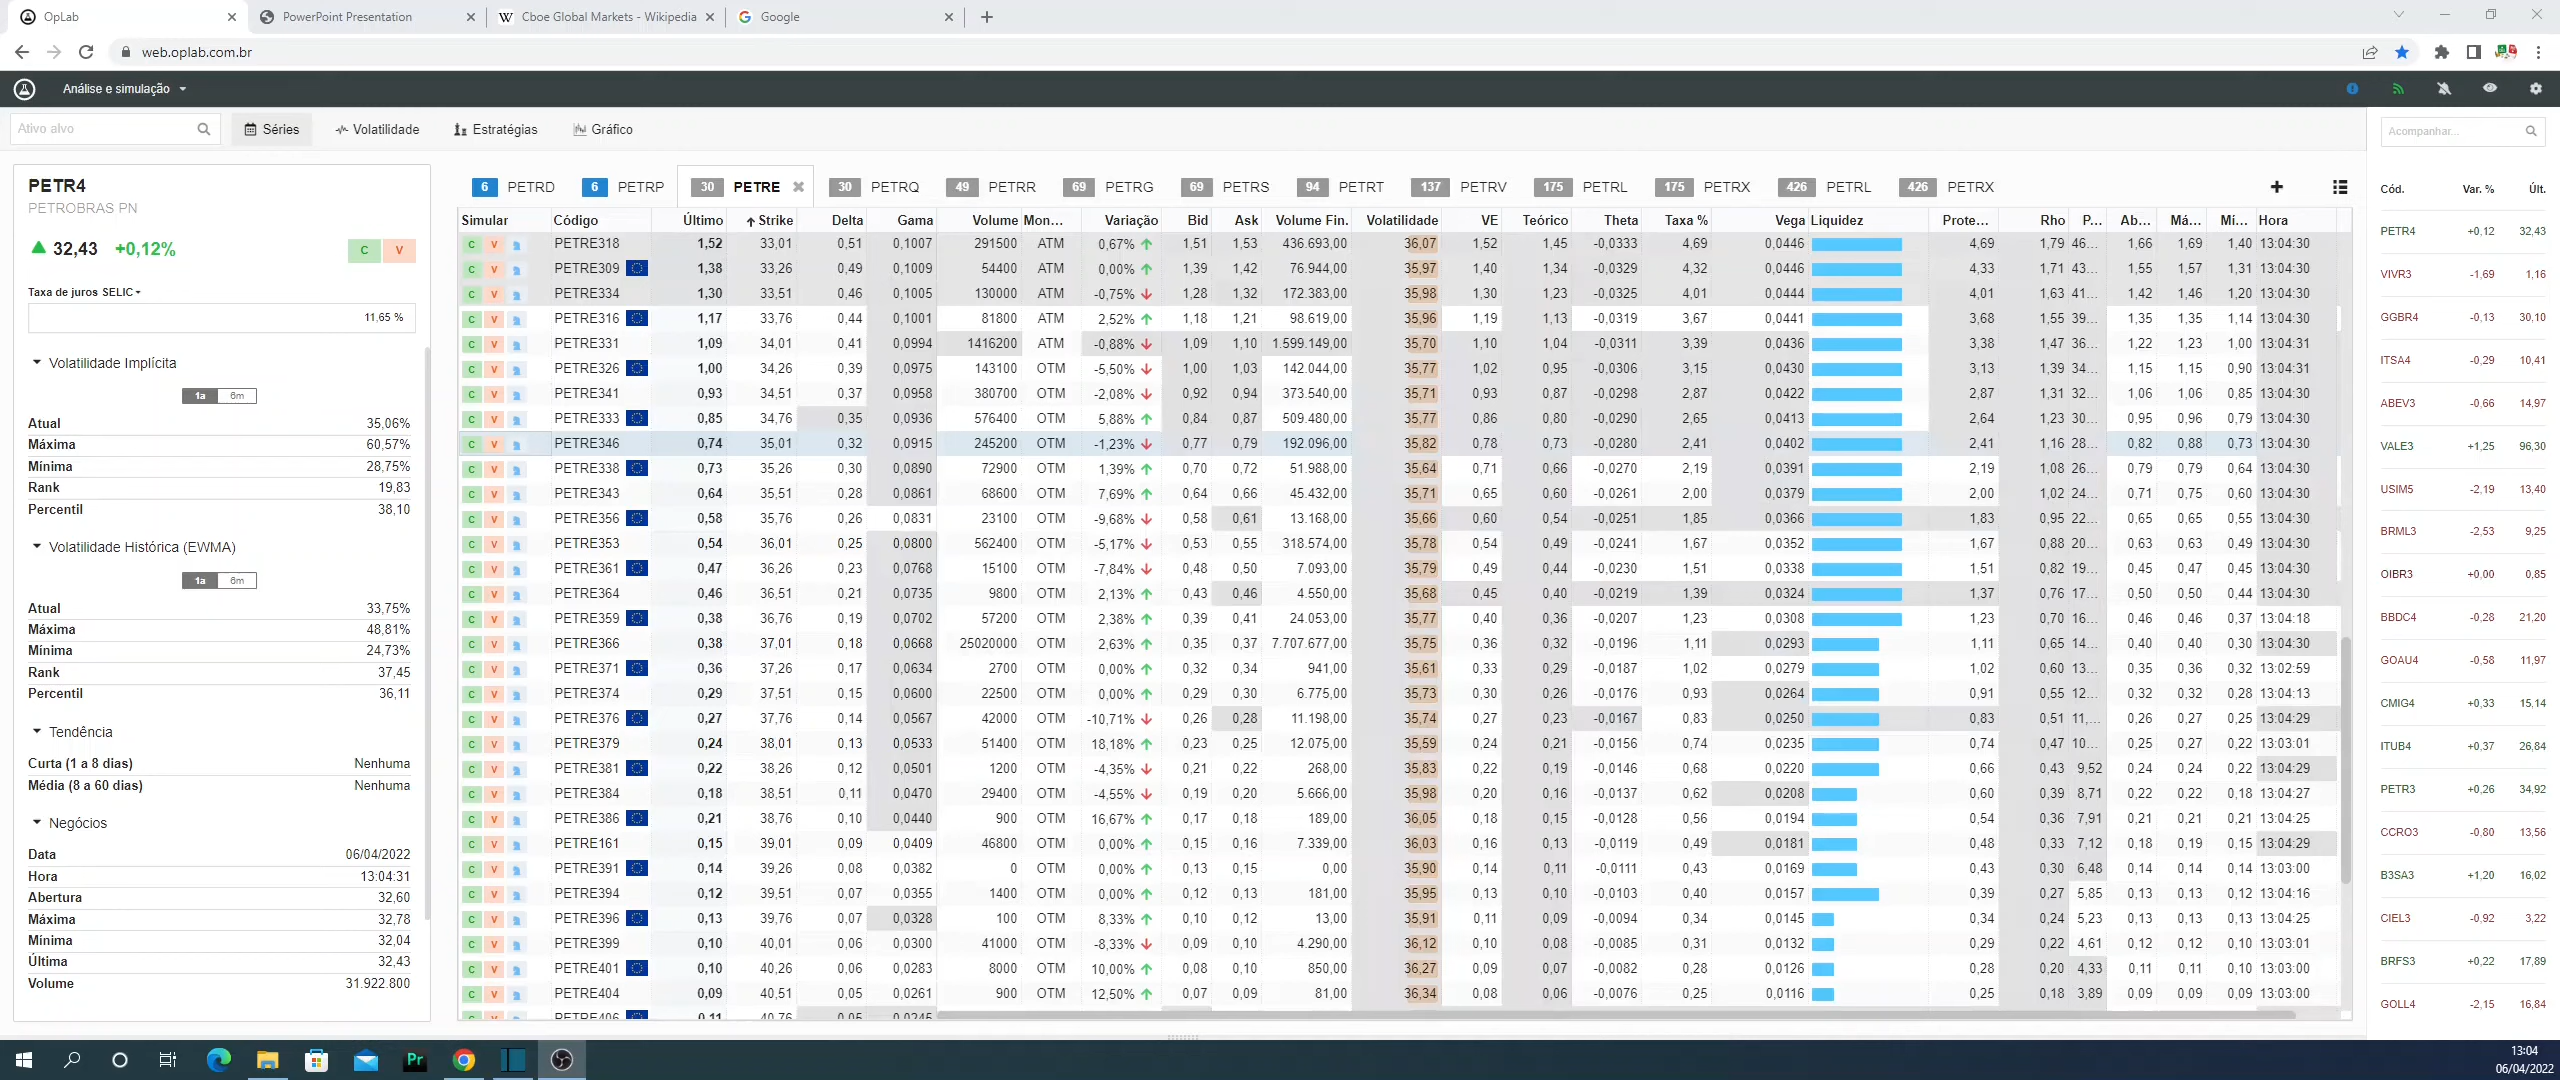 OpLab
PowerPoint Presentation
Cboe Global Markets - Wikipedia
Google
web.oplab.com.br
Análise e simulação
Ativo alvo
Séries
Volatilidade
Estratégias
Gráfico
Acompanhar...
PETR4
PETROBRAS PN
32,43 +0,12%
C V
Taxa de juros SELIC
11,65 %
Volatilidade Implícita
1a 6m
Atual 35,06%
Máxima 60,57%
Mínima 28,75%
Rank 19,83
Percentil 38,10
Volatilidade Histórica (EWMA)
1a 6m
Atual 33,75%
Máxima 48,81%
Mínima 24,73%
Rank 37,45
Percentil 36,11
Tendência
Curta (1 a 8 dias) Nenhuma
Média (8 a 60 dias) Nenhuma
Negócios
Data 06/04/2022
Hora 13:04:31
Abertura 32,60
Máxima 32,78
Mínima 32,04
Última 32,43
Volume 31.922.800
6 PETRD 6 PETRP 30 PETRE 30 PETRQ 49 PETRR 69 PETRG 69 PETRS 94 PETRT 137 PETRV 175 PETRL 175 PETRX 426 PETRL 426 PETRX
Simular Código Último Strike Delta Gama Volume Mon... Variação Bid Ask Volume Fin. Volatilidade VE Teórico Theta Taxa % Vega Liquidez Prote... Rho P... Ab... Má... Mí... Hora
C V PETRE318 1,52 33,01 0,51 0,1007 291500 ATM 0,67% 1,51 1,53 436.693,00 36,07 1,52 1,45 -0,0333 4,69 0,0446 4,69 1,79 46... 1,66 1,69 1,40 13:04:30
C V PETRE309 1,38 33,26 0,49 0,1009 54400 ATM 0,00% 1,39 1,42 76.944,00 35,97 1,40 1,34 -0,0329 4,32 0,0446 4,33 1,71 43... 1,55 1,57 1,31 13:04:30
C V PETRE334 1,30 33,51 0,46 0,1005 130000 ATM -0,75% 1,28 1,32 172.383,00 35,98 1,30 1,23 -0,0325 4,01 0,0444 4,01 1,63 41... 1,42 1,46 1,20 13:04:30
C V PETRE316 1,17 33,76 0,44 0,1001 81800 ATM 2,52% 1,18 1,21 98.619,00 35,96 1,19 1,13 -0,0319 3,67 0,0441 3,68 1,55 39... 1,35 1,35 1,14 13:04:30
C V PETRE331 1,09 34,01 0,41 0,0994 1416200 ATM -0,88% 1,09 1,10 1.599.149,00 35,70 1,10 1,04 -0,0311 3,39 0,0436 3,38 1,47 36... 1,22 1,23 1,00 13:04:31
C V PETRE326 1,00 34,26 0,39 0,0975 143100 OTM -5,50% 1,00 1,03 142.044,00 35,77 1,02 0,95 -0,0306 3,15 0,0430 3,13 1,39 34... 1,15 1,15 0,90 13:04:31
C V PETRE341 0,93 34,51 0,37 0,0958 380700 OTM -2,08% 0,92 0,94 373.540,00 35,71 0,93 0,87 -0,0298 2,87 0,0422 2,87 1,31 32... 1,06 1,06 0,85 13:04:30
C V PETRE333 0,85 34,76 0,35 0,0936 576400 OTM 5,88% 0,84 0,87 509.480,00 35,77 0,86 0,80 -0,0290 2,65 0,0413 2,64 1,23 30... 0,95 0,96 0,79 13:04:30
C V PETRE346 0,74 35,01 0,32 0,0915 245200 OTM -1,23% 0,77 0,79 192.096,00 35,82 0,78 0,73 -0,0280 2,41 0,0402 2,41 1,16 28... 0,82 0,88 0,73 13:04:30
C V PETRE338 0,73 35,26 0,30 0,0890 72900 OTM 1,39% 0,70 0,72 51.988,00 35,64 0,71 0,66 -0,0270 2,19 0,0391 2,19 1,08 26... 0,79 0,79 0,64 13:04:30
C V PETRE343 0,64 35,51 0,28 0,0861 68600 OTM 7,69% 0,64 0,66 45.432,00 35,71 0,65 0,60 -0,0261 2,00 0,0379 2,00 1,02 24... 0,71 0,75 0,60 13:04:30
C V PETRE356 0,58 35,76 0,26 0,0831 23100 OTM -9,68% 0,58 0,61 13.168,00 35,66 0,60 0,54 -0,0251 1,85 0,0366 1,83 0,95 22... 0,65 0,65 0,55 13:04:30
C V PETRE353 0,54 36,01 0,25 0,0800 562400 OTM -5,17% 0,53 0,55 318.574,00 35,78 0,54 0,49 -0,0241 1,67 0,0352 1,67 0,88 20... 0,63 0,63 0,49 13:04:30
C V PETRE361 0,47 36,26 0,23 0,0768 15100 OTM -7,84% 0,48 0,50 7.093,00 35,79 0,49 0,44 -0,0230 1,51 0,0338 1,51 0,82 19... 0,45 0,47 0,45 13:04:30
C V PETRE364 0,46 36,51 0,21 0,0735 9800 OTM 2,13% 0,43 0,46 4.550,00 35,68 0,45 0,40 -0,0219 1,39 0,0324 1,37 0,76 17... 0,50 0,50 0,44 13:04:30
C V PETRE359 0,38 36,76 0,19 0,0702 57200 OTM 2,38% 0,39 0,41 24.053,00 35,77 0,40 0,36 -0,0207 1,23 0,0308 1,23 0,70 16... 0,46 0,46 0,37 13:04:18
C V PETRE366 0,38 37,01 0,18 0,0668 25020000 OTM 2,63% 0,35 0,37 7.707.677,00 35,75 0,36 0,32 -0,0196 1,11 0,0293 1,11 0,65 14... 0,40 0,40 0,30 13:04:30
C V PETRE371 0,36 37,26 0,17 0,0634 2700 OTM 0,00% 0,32 0,34 941,00 35,61 0,33 0,29 -0,0187 1,02 0,0279 1,02 0,60 13... 0,35 0,36 0,32 13:02:59
C V PETRE374 0,29 37,51 0,15 0,0600 22500 OTM 0,00% 0,29 0,30 6.775,00 35,73 0,30 0,26 -0,0176 0,93 0,0264 0,91 0,55 12... 0,32 0,32 0,28 13:04:13
C V PETRE376 0,27 37,76 0,14 0,0567 42000 OTM -10,71% 0,26 0,28 11.198,00 35,74 0,27 0,23 -0,0167 0,83 0,0250 0,83 0,51 11,... 0,26 0,27 0,25 13:04:29
C V PETRE379 0,24 38,01 0,13 0,0533 51400 OTM 18,18% 0,23 0,25 12.075,00 35,59 0,24 0,21 -0,0156 0,74 0,0235 0,74 0,47 10... 0,25 0,27 0,22 13:03:01
C V PETRE381 0,22 38,26 0,12 0,0501 1200 OTM -4,35% 0,21 0,22 268,00 35,83 0,22 0,19 -0,0146 0,68 0,0220 0,66 0,43 9,52 0,24 0,24 0,22 13:04:29
C V PETRE384 0,18 38,51 0,11 0,0470 29400 OTM -4,55% 0,19 0,20 5.666,00 35,98 0,20 0,16 -0,0137 0,62 0,0208 0,60 0,39 8,71 0,22 0,22 0,18 13:04:27
C V PETRE386 0,21 38,76 0,10 0,0440 900 OTM 16,67% 0,17 0,18 189,00 36,05 0,18 0,15 -0,0128 0,56 0,0194 0,54 0,36 7,91 0,21 0,21 0,21 13:04:25
C V PETRE161 0,15 39,01 0,09 0,0409 46800 OTM 0,00% 0,15 0,16 7.339,00 36,03 0,16 0,13 -0,0119 0,49 0,0181 0,48 0,33 7,12 0,18 0,19 0,15 13:04:29
C V PETRE391 0,14 39,26 0,08 0,0382 0 OTM 0,00% 0,13 0,15 0,00 35,90 0,14 0,11 -0,0111 0,43 0,0169 0,43 0,30 6,48 0,14 0,14 0,14 13:03:00
C V PETRE394 0,12 39,51 0,07 0,0355 1400 OTM 0,00% 0,12 0,13 181,00 35,95 0,13 0,10 -0,0103 0,40 0,0157 0,39 0,27 5,85 0,13 0,13 0,12 13:04:16
C V PETRE396 0,13 39,76 0,07 0,0328 100 OTM 8,33% 0,10 0,12 13,00 35,91 0,11 0,09 -0,0094 0,34 0,0145 0,34 0,24 5,23 0,13 0,13 0,13 13:04:25
C V PETRE399 0,10 40,01 0,06 0,0300 41000 OTM -8,33% 0,09 0,10 4.290,00 36,12 0,10 0,08 -0,0085 0,31 0,0132 0,29 0,22 4,61 0,12 0,12 0,10 13:03:01
C V PETRE401 0,10 40,26 0,06 0,0283 8000 OTM 10,00% 0,08 0,10 850,00 36,27 0,09 0,07 -0,0082 0,28 0,0126 0,28 0,20 4,33 0,11 0,11 0,10 13:03:00
C V PETRE404 0,09 40,51 0,05 0,0261 900 OTM 12,50% 0,07 0,09 81,00 36,34 0,08 0,06 -0,0076 0,25 0,0116 0,25 0,18 3,89 0,09 0,09 0,09 13:03:00
C V PETRE406 0,11 40,76 0,05 0,0245
Cód. Var. % Últ.
PETR4 +0,12 32,43
VIVR3 -1,69 1,16
GGBR4 -0,13 30,10
ITSA4 -0,29 10,41
ABEV3 -0,66 14,97
VALE3 +1,25 96,30
USIM5 -2,19 13,40
BRML3 -2,53 9,25
OIBR3 +0,00 0,85
BBDC4 -0,28 21,20
GOAU4 -0,58 11,97
CMIG4 +0,33 15,14
ITUB4 +0,37 26,84
PETR3 +0,26 34,92
CCRO3 -0,80 13,56
B3SA3 +1,20 16,02
CIEL3 -0,92 3,22
BRFS3 +0,22 17,89
GOLL4 -2,15 16,84
Pr
13:04
06/04/2022